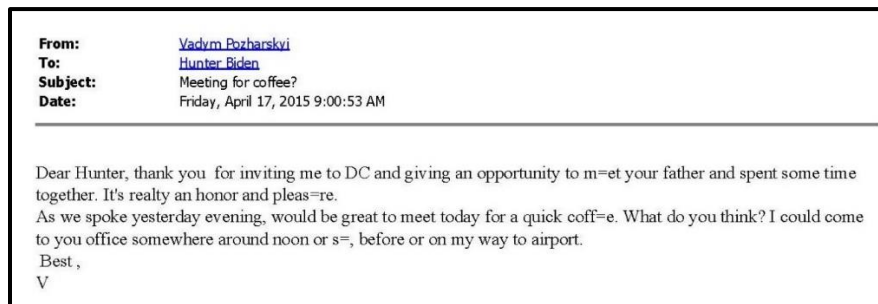 From: Vadym Pozharskyi
To: Hunter Biden
Subject: Meeting for coffee?
Date: Friday, April 17, 2015 9:00:53 AM
Dear Hunter, thank you for inviting me to DC and giving an opportunity to m=et your father and spent some time
together. It's realty an honor and pleas=re.
As we spoke yesterday evening, would be great to meet today for a quick coff=e. What do you think? I could come
to you office somewhere around noon or s=, before or on my way to airport.
Best ,
V